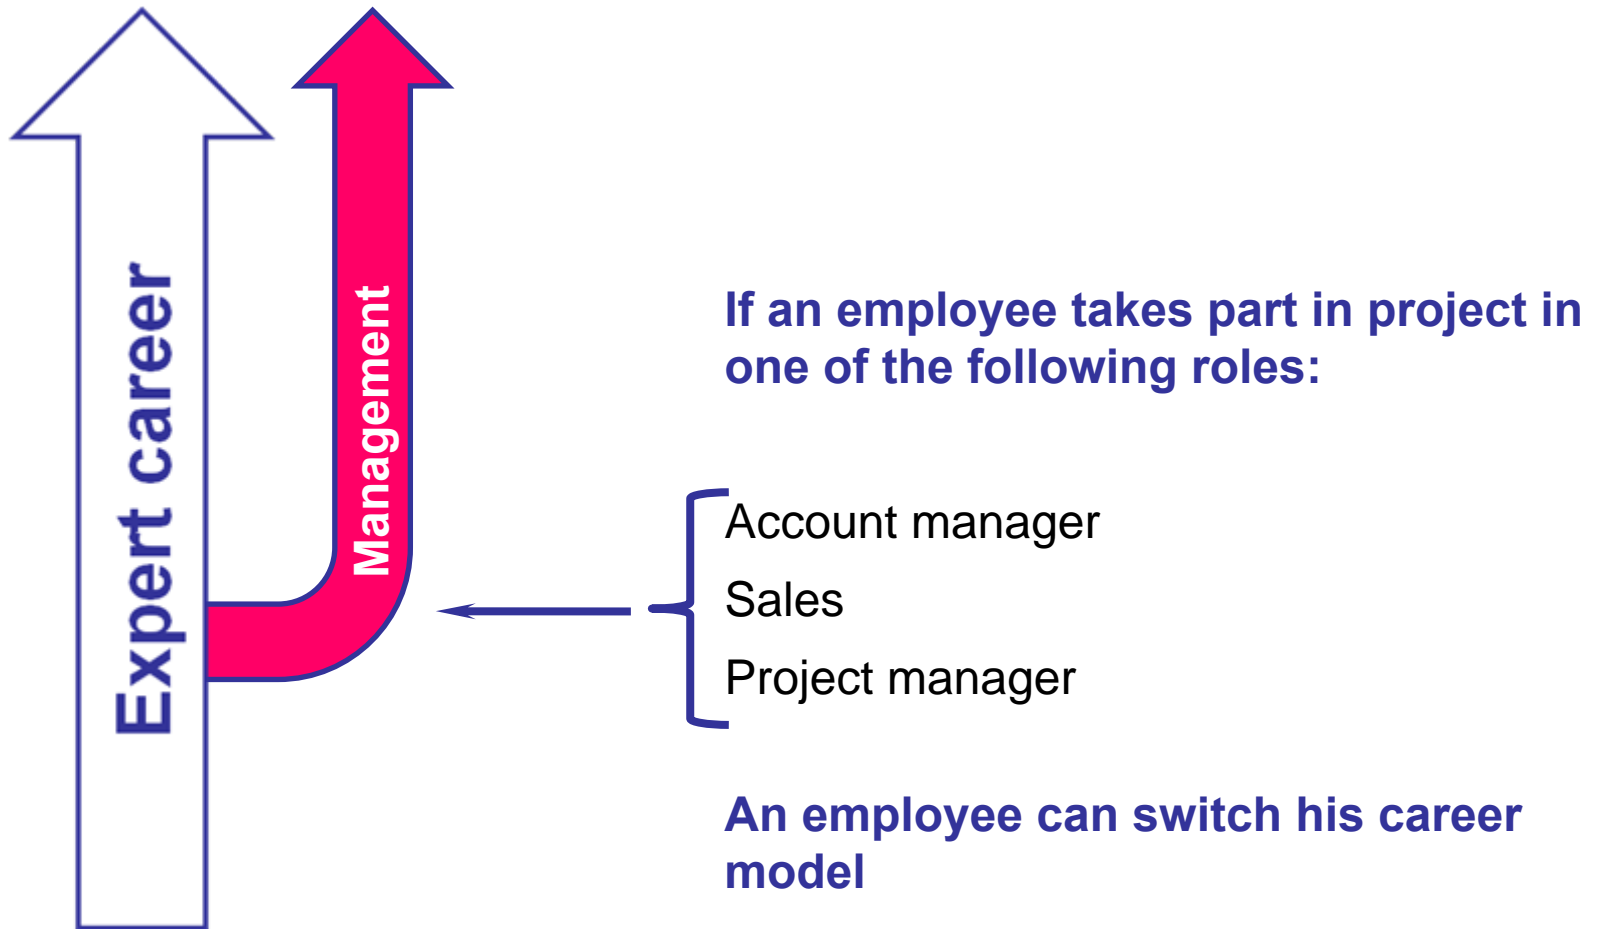 Expert career
Management
If an employee takes part in project in
one of the following roles:
Account manager
Sales
Project manager
An employee can switch his career
model